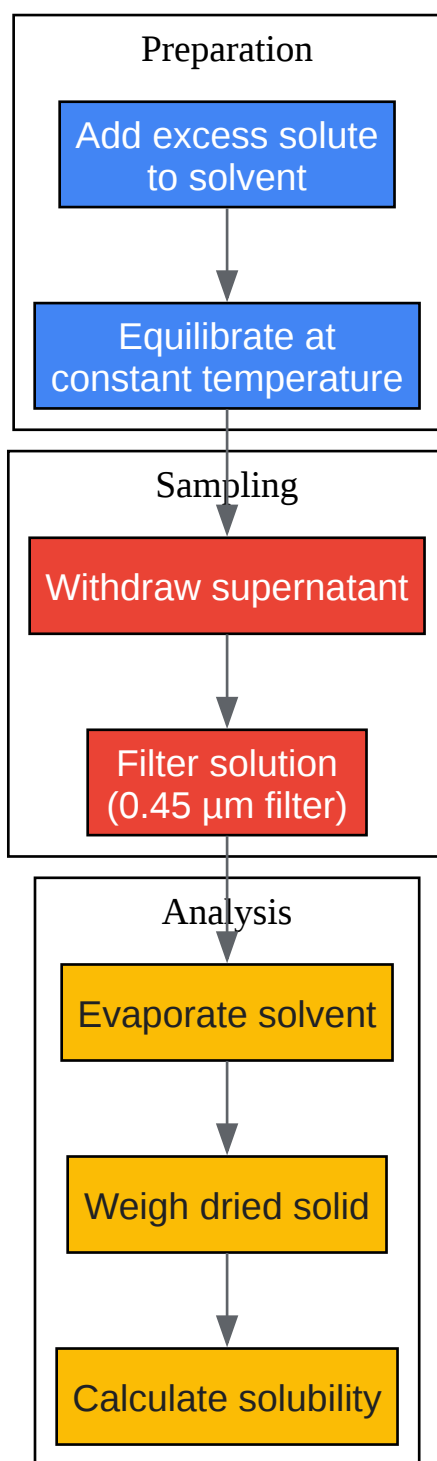 Preparation
Add excess solute
to solvent
Equilibrate at
constant temperature
Sampling
Withdraw supernatant
Filter solution
(0.45 µm filter)
Analysis
Evaporate solvent
Weigh dried solid
Calculate solubility